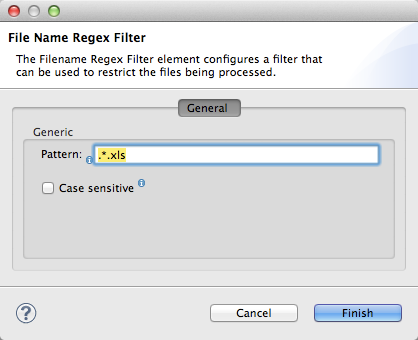 File Name Regex Filter
The Filename Regex Filter element configures a filter that
can be used to restrict the files being processed.
General
Generic
Pattern: .*.xls
Case sensitive
Cancel
Finish